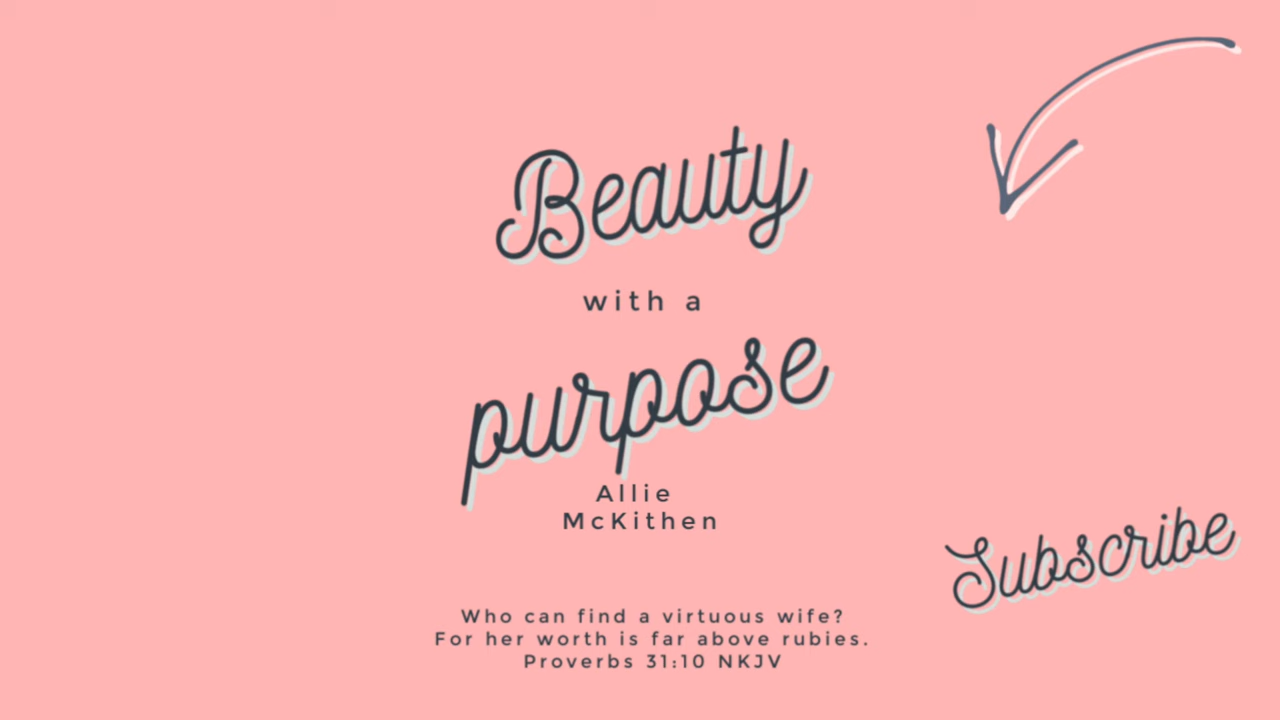 Beauty
with a
purpose
Allie
McKithen
Subscribe
Who can find a virtuous wife?
For her worth is far above rubies.
Proverbs 31:10 NKJV